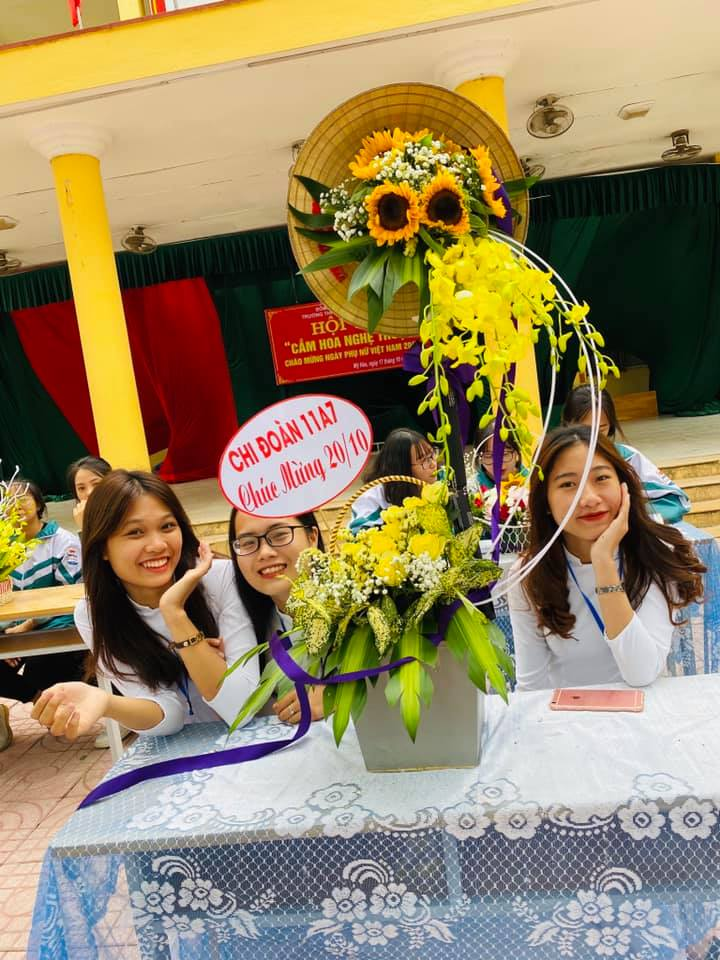 HỘI
"CẮM HOA NGHỆ TH
CHÀO MỪNG NGÀY PHỤ NỮ VIỆT NAM 20
CHI ĐOÀN 11A7
Chúc Mừng 20/10